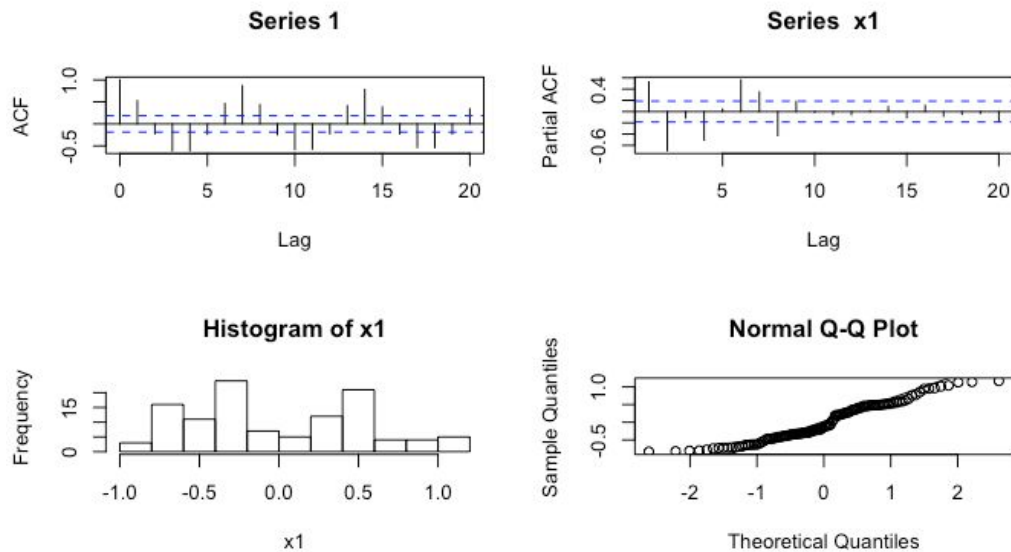 Series 1
ACF
1.0
-0.5
0 5 10 15 20
Lag
Series x1
Partial ACF
0.4
-0.6
5 10 15 20
Lag
Histogram of x1
Frequency
15
0
-1.0 -0.5 0.0 0.5 1.0
x1
Normal Q-Q Plot
Sample Quantiles
1.0
-0.5
-2 -1 0 1 2
Theoretical Quantiles